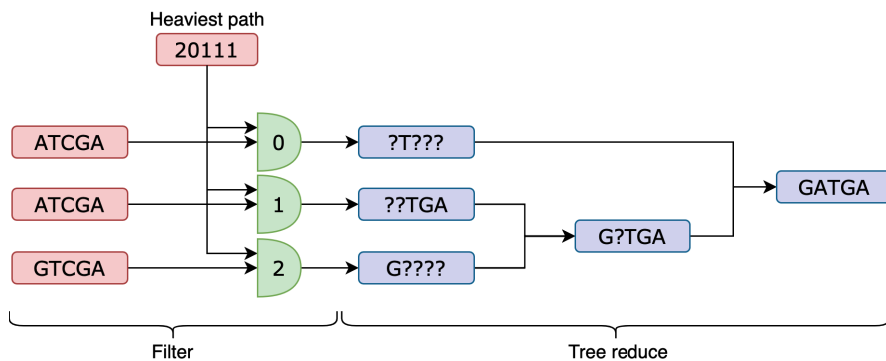 Heaviest path
20111
ATCGA
0
?T???
GATGA
ATCGA
1
??TGA
G?TGA
GTCGA
2
G????
Filter
Tree reduce